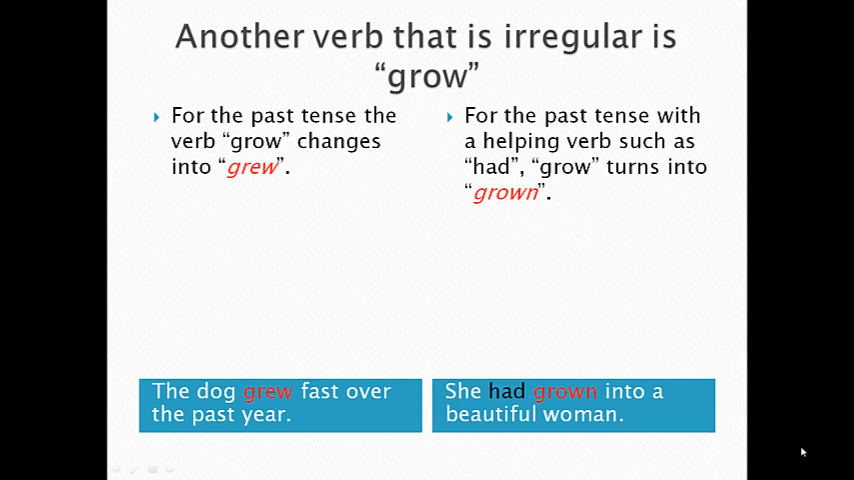 Another verb that is irregular is
“grow”
For the past tense the
verb “grow” changes
into “grew”.
For the past tense with
a helping verb such as
“had”, “grow” turns into
“grown”.
The dog grew fast over
the past year.
She had grown into a
beautiful woman.